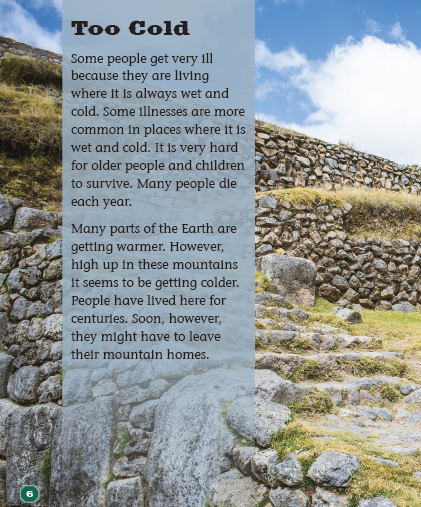 Too Cold
Some people get very ill
because they are living
where it is always wet and
cold. Some illnesses are more
common in places where it is
wet and cold. It is very hard
for older people and children
to survive. Many people die
each year.
Many parts of the Earth are
getting warmer. However,
high up in these mountains
it seems to be getting colder.
People have lived here for
centuries. Soon, however,
they might have to leave
their mountain homes.
6